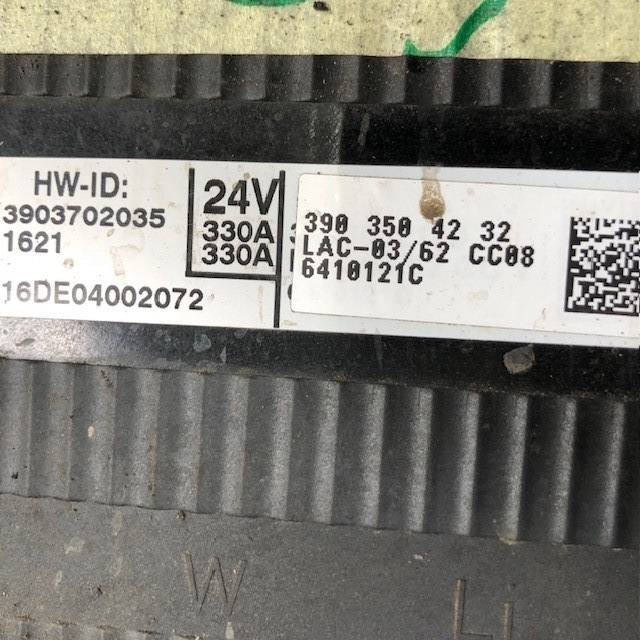 HW-ID:
3903702035
1621
16DE04002072
24V
330A
330A
390 350 42 32
LAC-03/62 CC08
6410121C
W